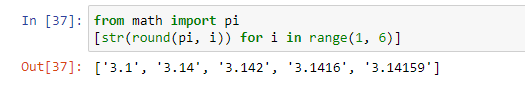 In [37]: from math import pi
[str(round(pi, i)) for i in range(1, 6)]
Out[37]: ['3.1', '3.14', '3.142', '3.1416', '3.14159']